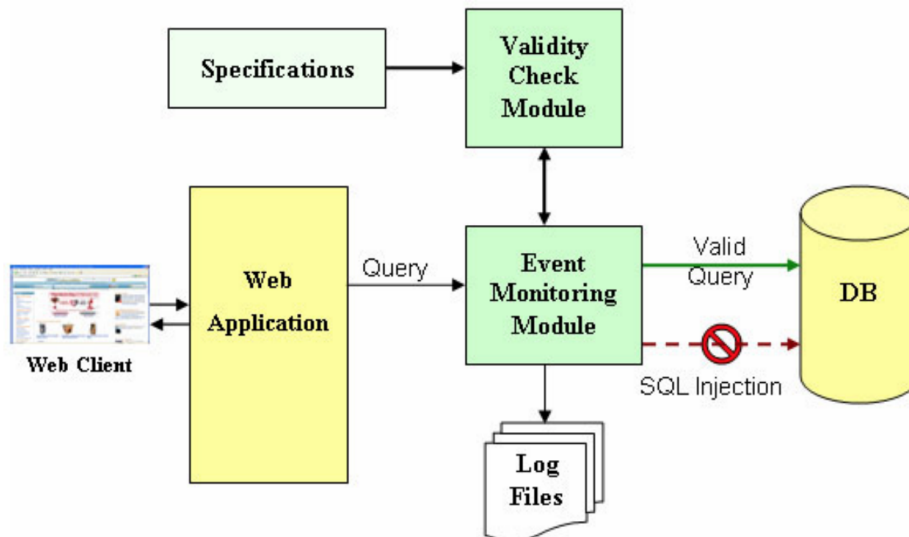 Specifications
Validity
Check
Module
Web
Application
Query
Event
Monitoring
Module
Valid
Query
DB
SQL Injection
Web Client
Log
Files